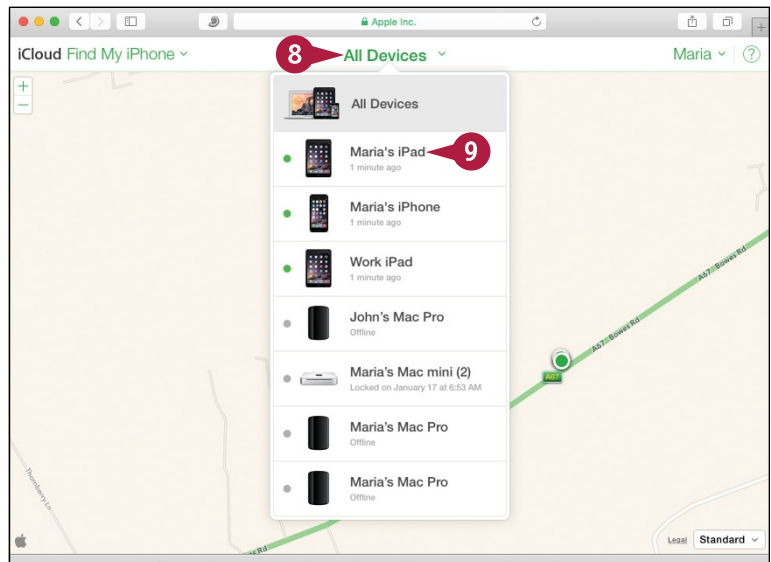 Apple Inc.
iCloud Find My iPhone
8
All Devices
Maria
?
+
−
All Devices
Maria's iPad
9
1 minute ago
Maria's iPhone
1 minute ago
Work iPad
1 minute ago
John's Mac Pro
Offline
Maria's Mac mini (2)
Locked on January 17 at 6:53 AM
Maria's Mac Pro
Offline
Maria's Mac Pro
Offline
A67 Bowes Rd
A67 Bowes Rd
A67
Thornberry Ln
s Rd
Legal
Standard